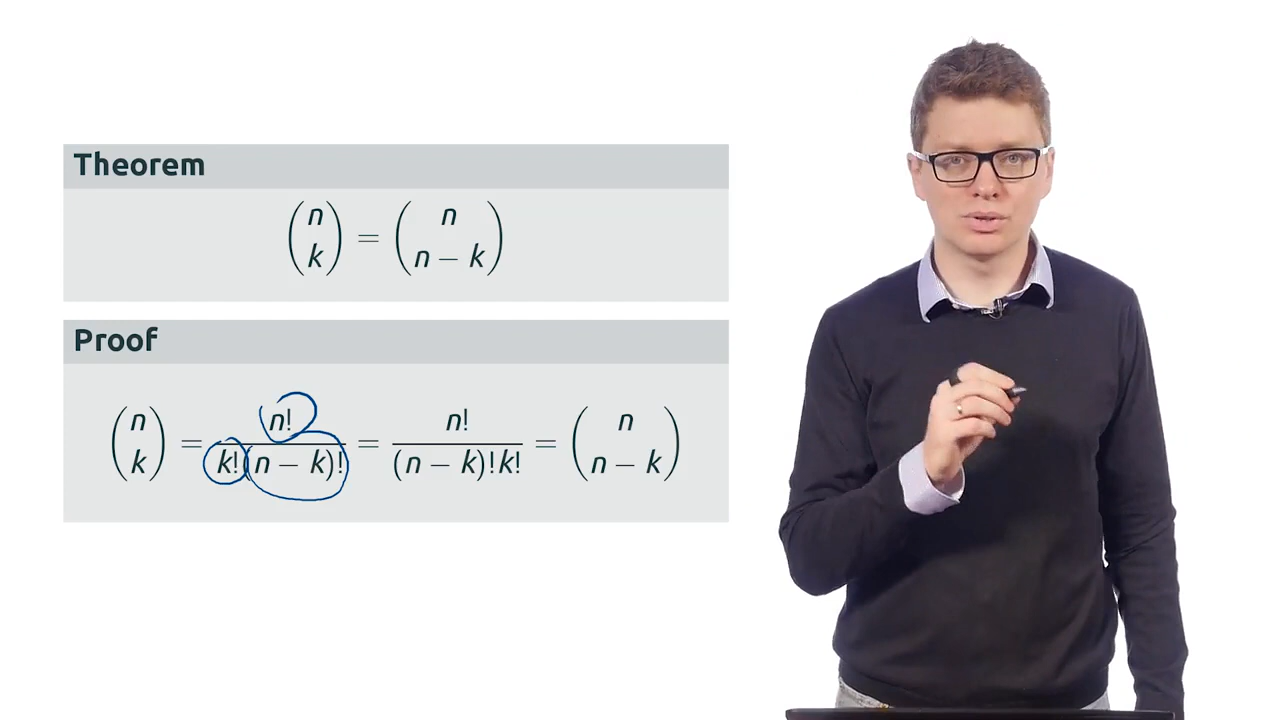 Theorem
(n k) = (n n − k)
Proof
(n k) = n! / k!(n − k)! = n! / (n − k)!k! = (n n − k)